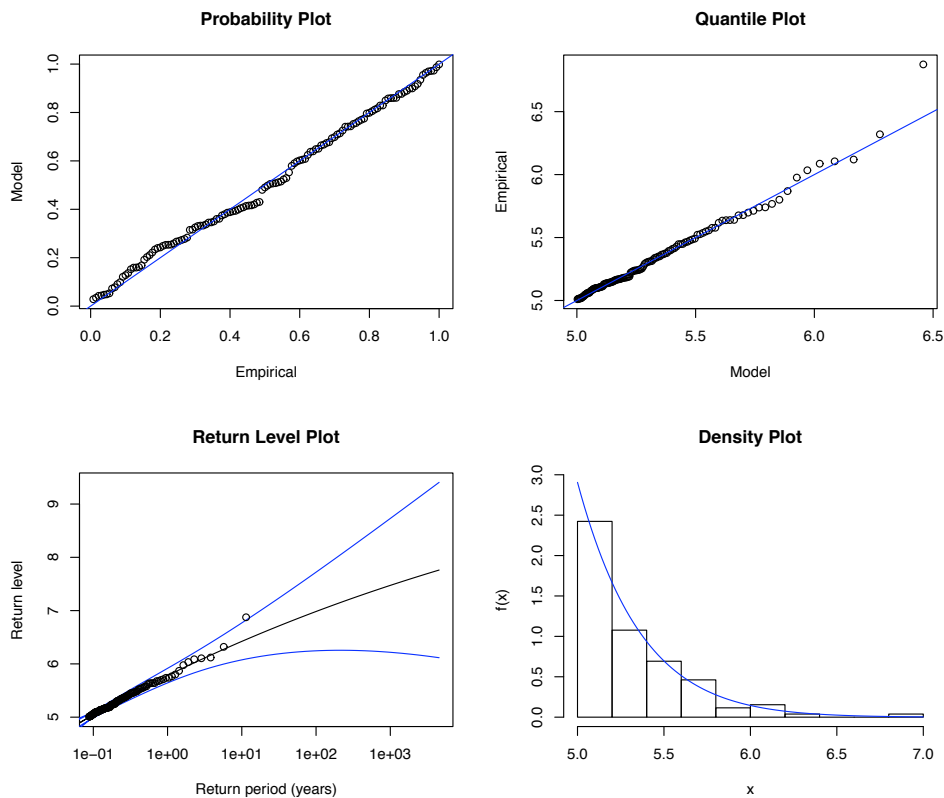 Probability Plot
Model
0.0 0.2 0.4 0.6 0.8 1.0
0.0 0.2 0.4 0.6 0.8 1.0
Empirical
Quantile Plot
Empirical
5.0 5.5 6.0 6.5
5.0 5.5 6.0 6.5
Model
Return Level Plot
Return level
5 6 7 8 9
1e−01 1e+00 1e+01 1e+02 1e+03
Return period (years)
Density Plot
f(x)
0.0 0.5 1.0 1.5 2.0 2.5 3.0
5.0 5.5 6.0 6.5 7.0
x